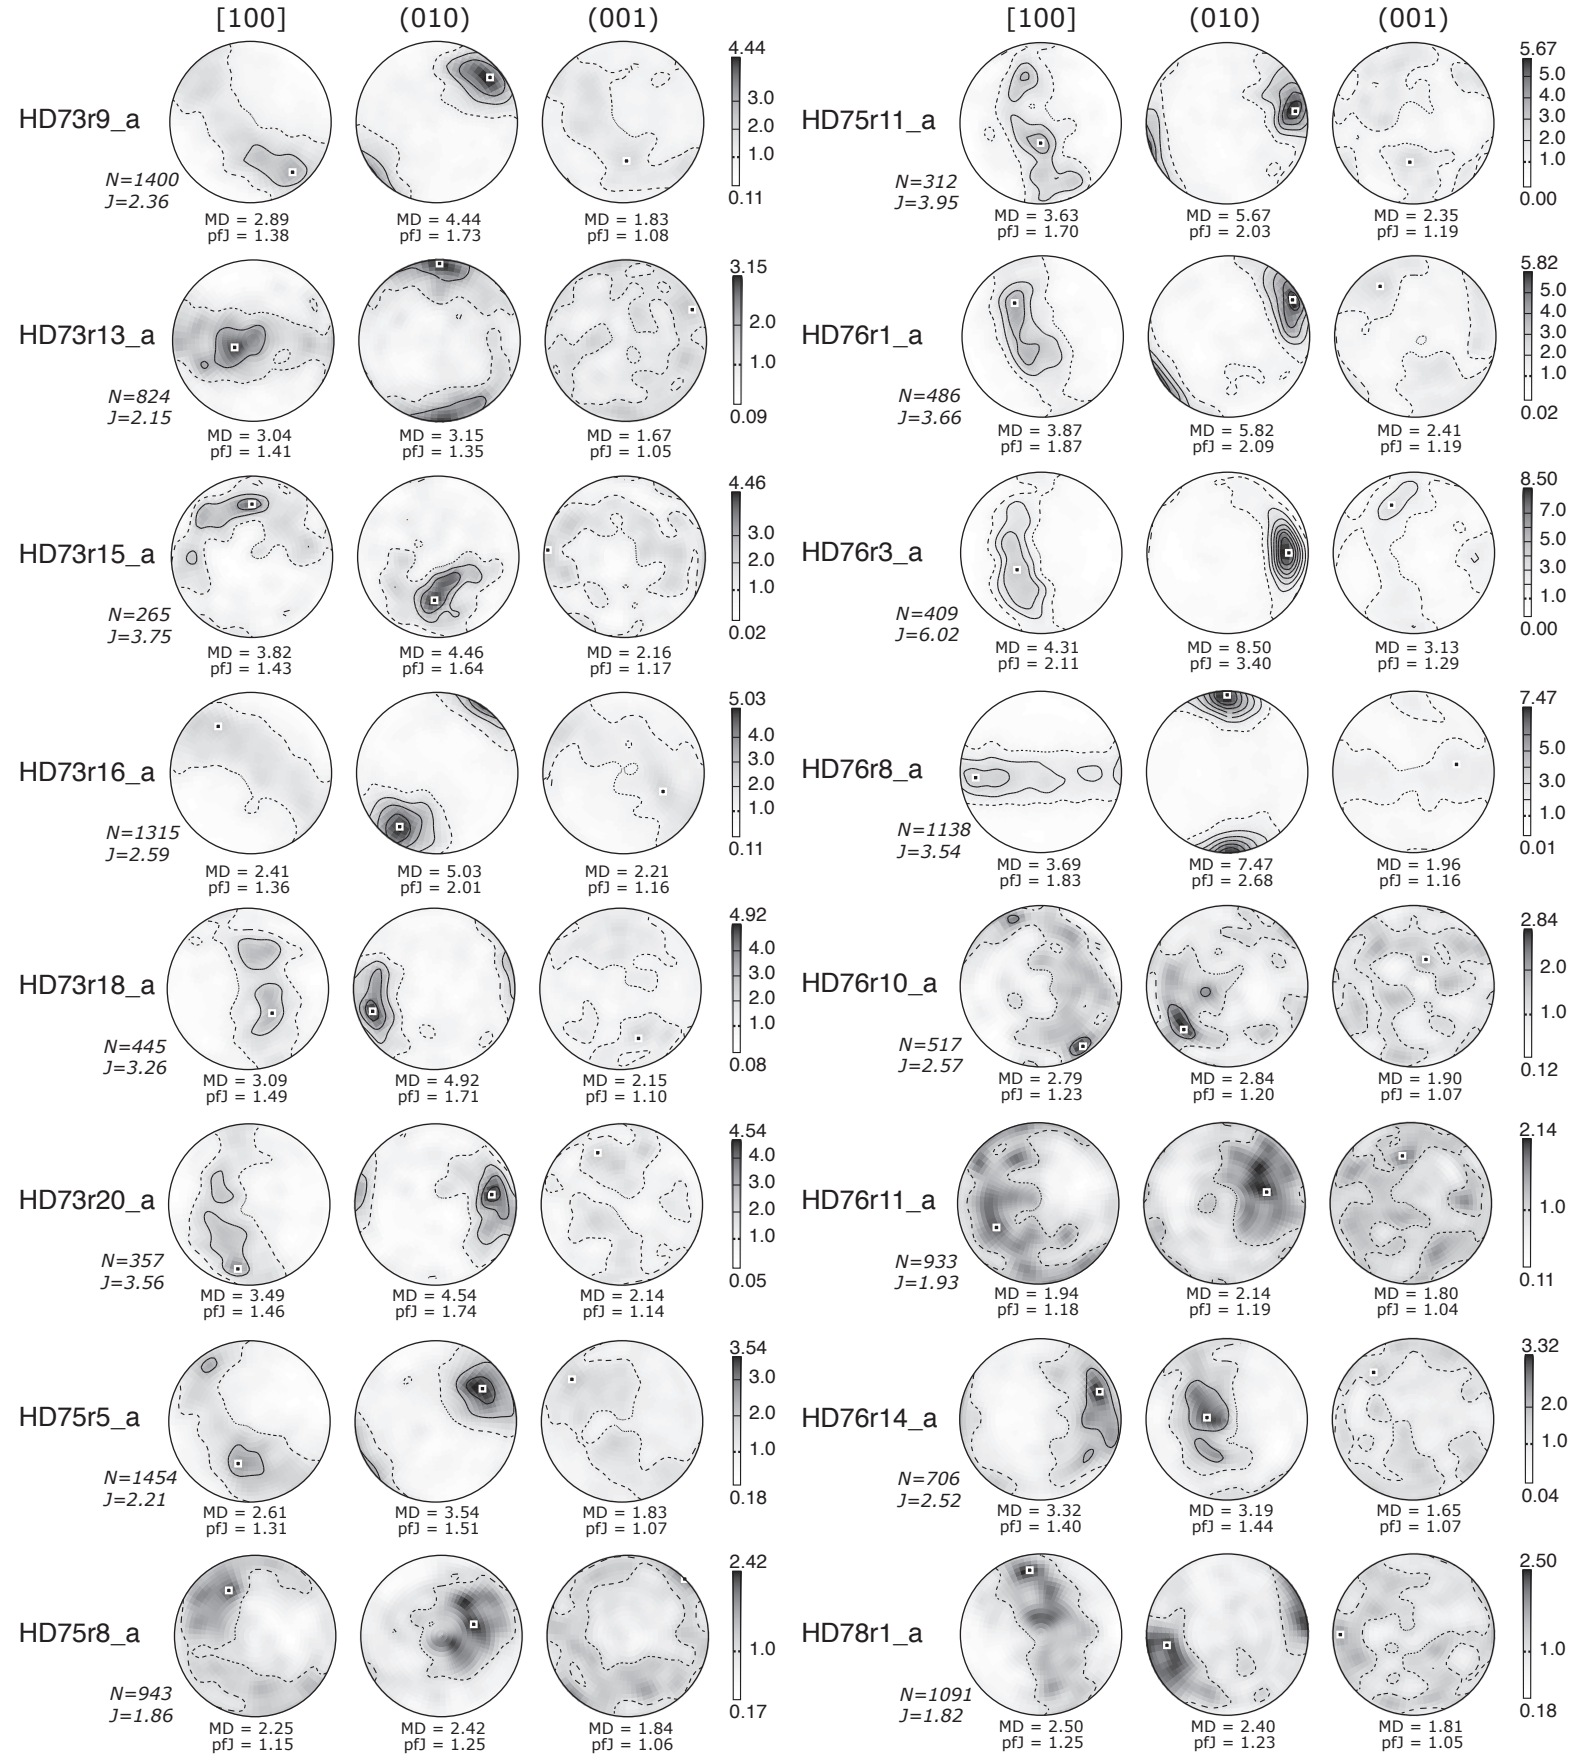 [100] (010) (001) [100] (010) (001)
HD73r9_a
N=1400
J=2.36
MD = 2.89
pfJ = 1.38
MD = 4.44
pfJ = 1.73
MD = 1.83
pfJ = 1.08
4.44
3.0
2.0
1.0
0.11
HD75r11_a
N=312
J=3.95
MD = 3.63
pfJ = 1.70
MD = 5.67
pfJ = 2.03
MD = 2.35
pfJ = 1.19
5.67
5.0
4.0
3.0
2.0
1.0
0.00
HD73r13_a
N=824
J=2.15
MD = 3.04
pfJ = 1.41
MD = 3.15
pfJ = 1.35
MD = 1.67
pfJ = 1.05
3.15
2.0
1.0
0.09
HD76r1_a
N=486
J=3.66
MD = 3.87
pfJ = 1.87
MD = 5.82
pfJ = 2.09
MD = 2.41
pfJ = 1.19
5.82
5.0
4.0
3.0
2.0
1.0
0.02
HD73r15_a
N=265
J=3.75
MD = 3.82
pfJ = 1.43
MD = 4.46
pfJ = 1.64
MD = 2.16
pfJ = 1.17
4.46
3.0
2.0
1.0
0.02
HD76r3_a
N=409
J=6.02
MD = 4.31
pfJ = 2.11
MD = 8.50
pfJ = 3.40
MD = 3.13
pfJ = 1.29
8.50
7.0
5.0
3.0
1.0
0.00
HD73r16_a
N=1315
J=2.59
MD = 2.41
pfJ = 1.36
MD = 5.03
pfJ = 2.01
MD = 2.21
pfJ = 1.16
5.03
4.0
3.0
2.0
1.0
0.11
HD76r8_a
N=1138
J=3.54
MD = 3.69
pfJ = 1.83
MD = 7.47
pfJ = 2.68
MD = 1.96
pfJ = 1.16
7.47
5.0
3.0
1.0
0.01
HD73r18_a
N=445
J=3.26
MD = 3.09
pfJ = 1.49
MD = 4.92
pfJ = 1.71
MD = 2.15
pfJ = 1.10
4.92
4.0
3.0
2.0
1.0
0.08
HD76r10_a
N=517
J=2.57
MD = 2.79
pfJ = 1.23
MD = 2.84
pfJ = 1.20
MD = 1.90
pfJ = 1.07
2.84
2.0
1.0
0.12
HD73r20_a
N=357
J=3.56
MD = 3.49
pfJ = 1.46
MD = 4.54
pfJ = 1.74
MD = 2.14
pfJ = 1.14
4.54
4.0
3.0
2.0
1.0
0.05
HD76r11_a
N=933
J=1.93
MD = 1.94
pfJ = 1.18
MD = 2.14
pfJ = 1.19
MD = 1.80
pfJ = 1.04
2.14
1.0
0.11
HD75r5_a
N=1454
J=2.21
MD = 2.61
pfJ = 1.31
MD = 3.54
pfJ = 1.51
MD = 1.83
pfJ = 1.07
3.54
3.0
2.0
1.0
0.18
HD76r14_a
N=706
J=2.52
MD = 3.32
pfJ = 1.40
MD = 3.19
pfJ = 1.44
MD = 1.65
pfJ = 1.07
3.32
2.0
1.0
0.04
HD75r8_a
N=943
J=1.86
MD = 2.25
pfJ = 1.15
MD = 2.42
pfJ = 1.25
MD = 1.84
pfJ = 1.06
2.42
1.0
0.17
HD78r1_a
N=1091
J=1.82
MD = 2.50
pfJ = 1.25
MD = 2.40
pfJ = 1.23
MD = 1.81
pfJ = 1.05
2.50
1.0
0.18